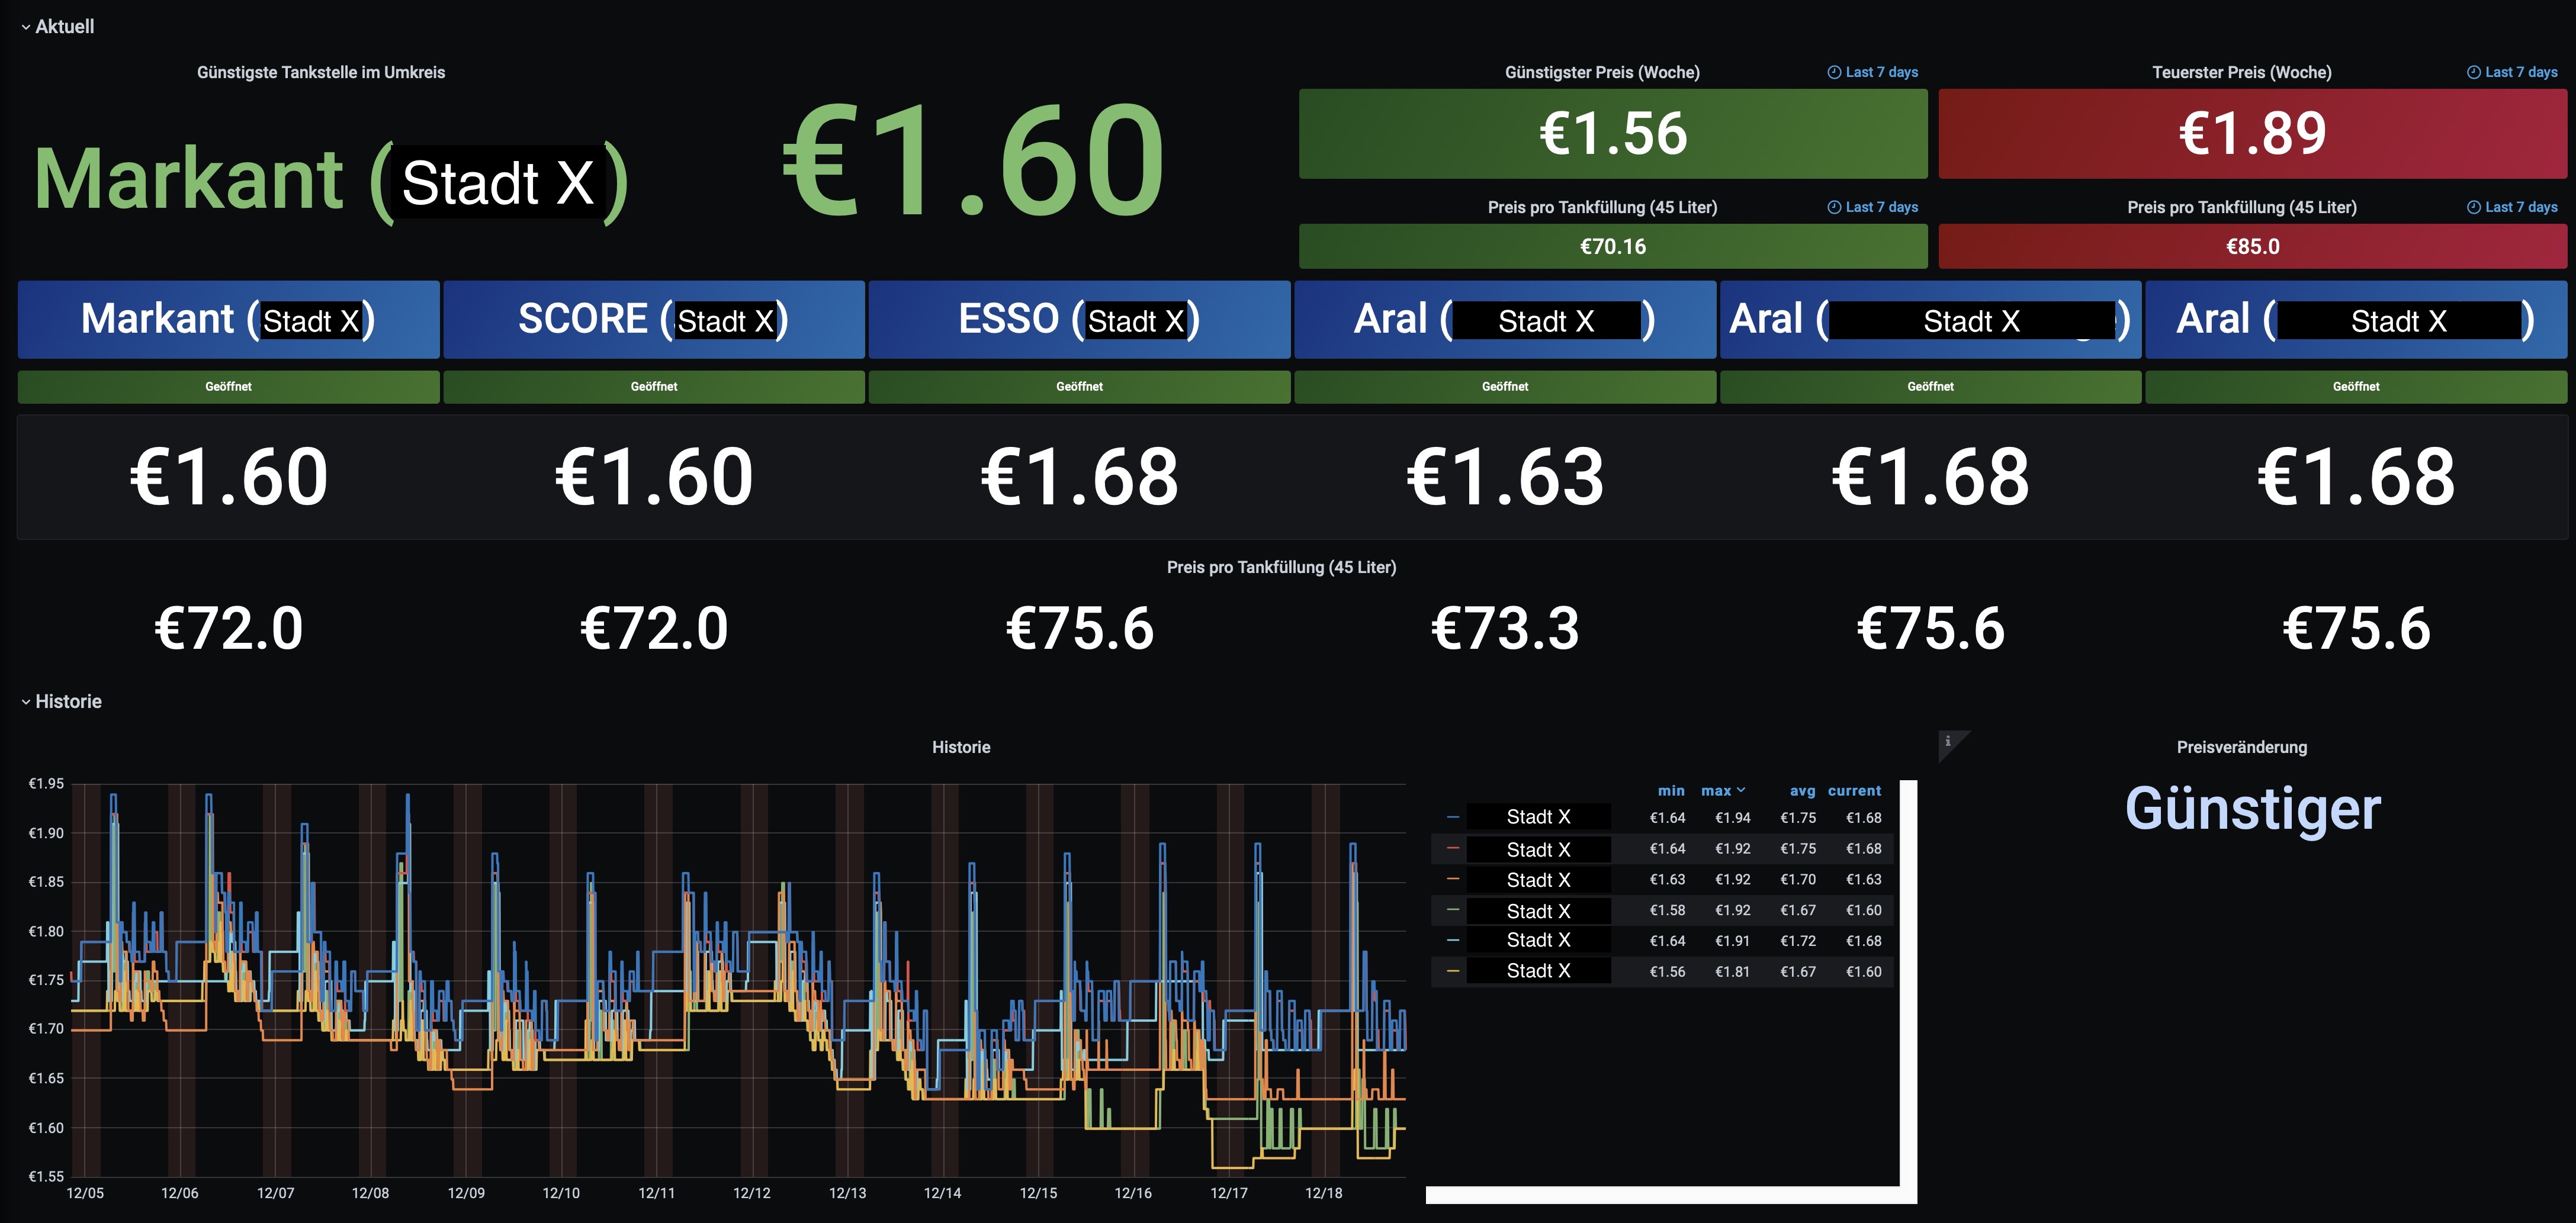 Aktuell
Günstigste Tankstelle im Umkreis
Markant (Stadt X)
€1.60
Günstigster Preis (Woche)
Last 7 days
€1.56
Teuerster Preis (Woche)
Last 7 days
€1.89
Preis pro Tankfüllung (45 Liter)
Last 7 days
€70.16
Preis pro Tankfüllung (45 Liter)
Last 7 days
€85.0
Markant (Stadt X) SCORE (Stadt X) ESSO (Stadt X) Aral (Stadt X) Aral (Stadt X) Aral (Stadt X)
Geöffnet Geöffnet Geöffnet Geöffnet Geöffnet Geöffnet
€1.60 €1.60 €1.68 €1.63 €1.68 €1.68
Preis pro Tankfüllung (45 Liter)
€72.0 €72.0 €75.6 €73.3 €75.6 €75.6
Historie
Historie
€1.95
€1.90
€1.85
€1.80
€1.75
€1.70
€1.65
€1.60
€1.55
12/05 12/06 12/07 12/08 12/09 12/10 12/11 12/12 12/13 12/14 12/15 12/16 12/17 12/18
min max avg current
Stadt X €1.64 €1.94 €1.75 €1.68
Stadt X €1.64 €1.92 €1.75 €1.68
Stadt X €1.63 €1.92 €1.70 €1.63
Stadt X €1.58 €1.92 €1.67 €1.60
Stadt X €1.64 €1.91 €1.72 €1.68
Stadt X €1.56 €1.81 €1.67 €1.60
i
Preisveränderung
Günstiger